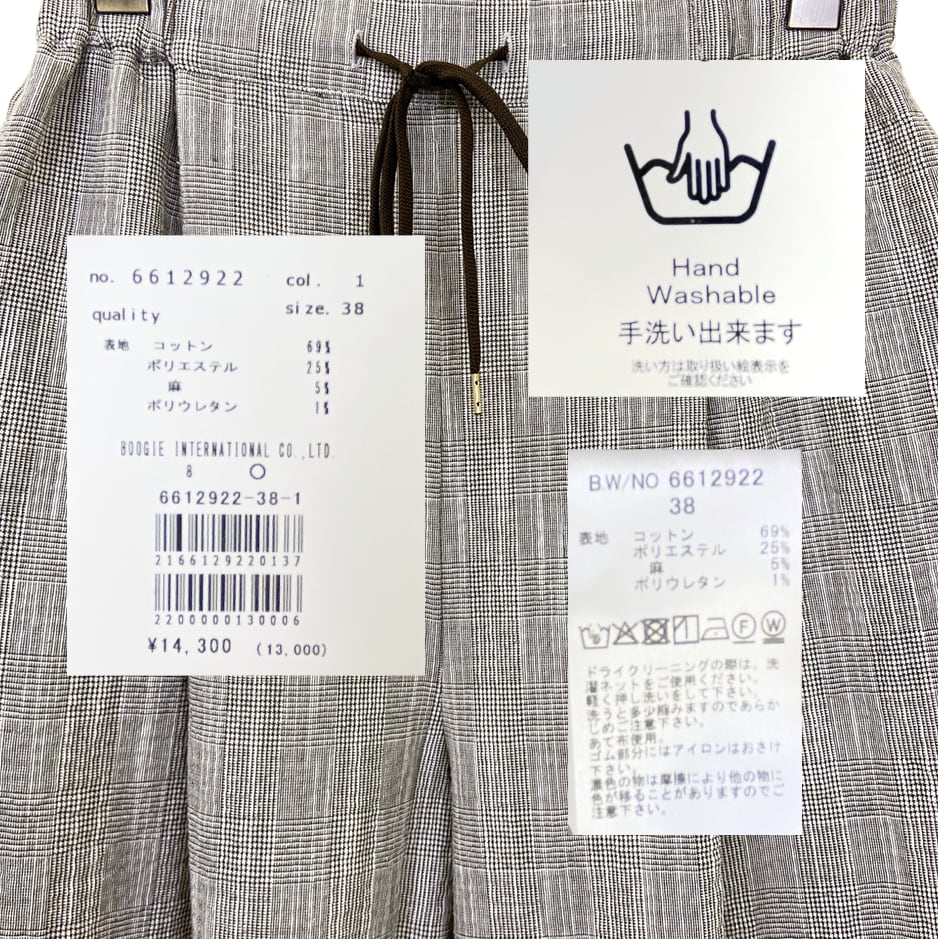 no. 6612922 col. 1
quality size. 38
表地 コットン 69%
ポリエステル 25%
麻 5%
ポリウレタン 1%
BOOGIE INTERNATIONAL CO.,LTD.
8 ○
6612922-38-1
2166129220137
2200000130006
¥14,300 (13,000)
Hand
Washable
手洗い出来ます
洗い方は取り扱い絵表示を
ご確認ください
B.W/NO 6612922
38
表地 コットン 69%
ポリエステル 25%
麻 5%
ポリウレタン 1%
F W
ドライクリーニングの際は、洗
濯ネットをご使用ください。
軽く押し洗いをして下さい。
洗うと多少縮みますのであらか
じめご注意下さい。
あて布使用。
ゴム部分にはアイロンはおさけ
下さい。
濃色の物は摩擦により他の物に
色が移ることがありますのでご
注意下さい。